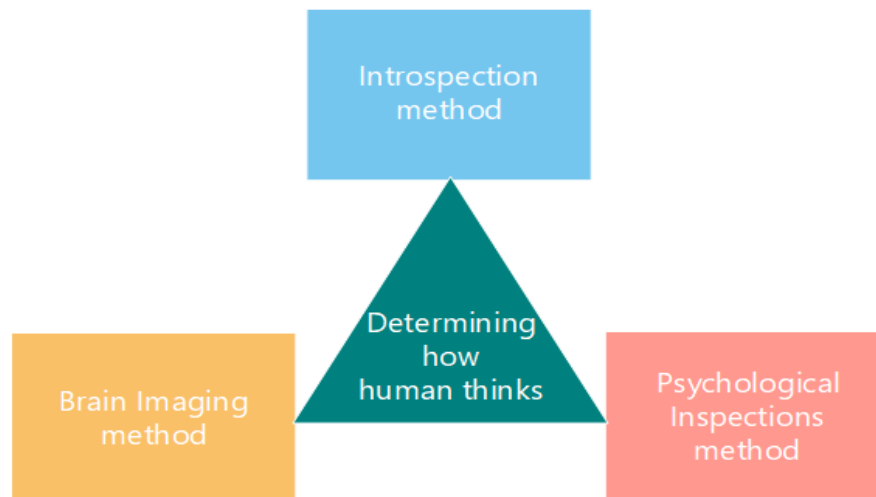 Introspection
method
Determining
how
human thinks
Brain Imaging
method
Psychological
Inspections
method